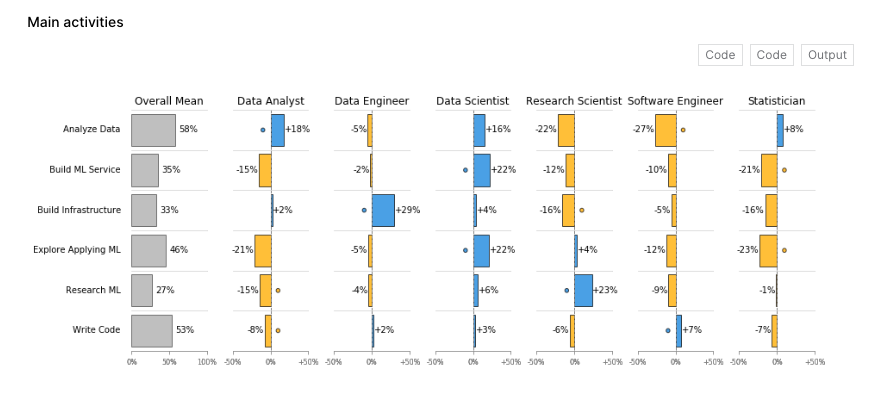 Main activities
Code Code Output
Overall Mean Data Analyst Data Engineer Data Scientist Research Scientist Software Engineer Statistician
Analyze Data 58% +18% -5% +16% -22% -27% +8%
Build ML Service 35% -15% -2% +22% -12% -10% -21%
Build Infrastructure 33% +2% +29% +4% -16% -5% -16%
Explore Applying ML 46% -21% -5% +22% +4% -12% -23%
Research ML 27% -15% -4% +6% +23% -9% -1%
Write Code 53% -8% +2% +3% -6% +7% -7%
0% 50% 100% -50% 0% +50% -50% 0% +50% -50% 0% +50% -50% 0% +50% -50% 0% +50% -50% 0% +50%